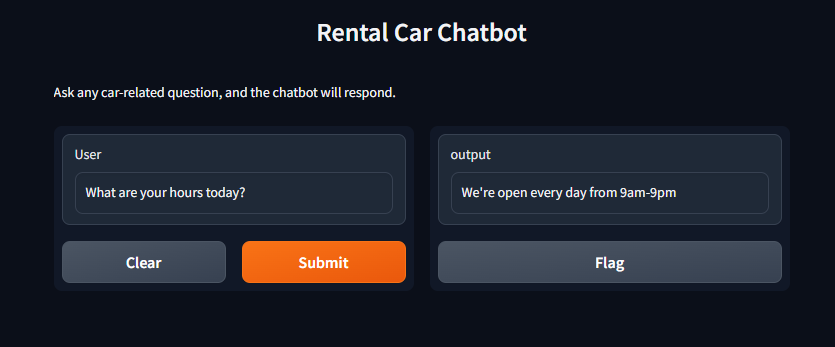 Rental Car Chatbot
Ask any car-related question, and the chatbot will respond.
User
What are your hours today?
Clear
Submit
output
We're open every day from 9am-9pm
Flag